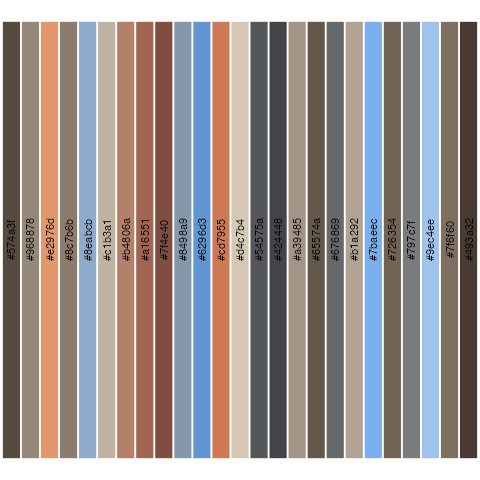 #574a3f
#968878
#e2976d
#8c7b6b
#8eabcb
#c1b3a1
#b4806a
#a16551
#7f4e40
#8498a9
#6296d3
#cd7955
#d4c7b4
#54575a
#424448
#a39485
#65574a
#676869
#b1a292
#7baeec
#726354
#797c7f
#9ec4ee
#7f6f60
#493a32